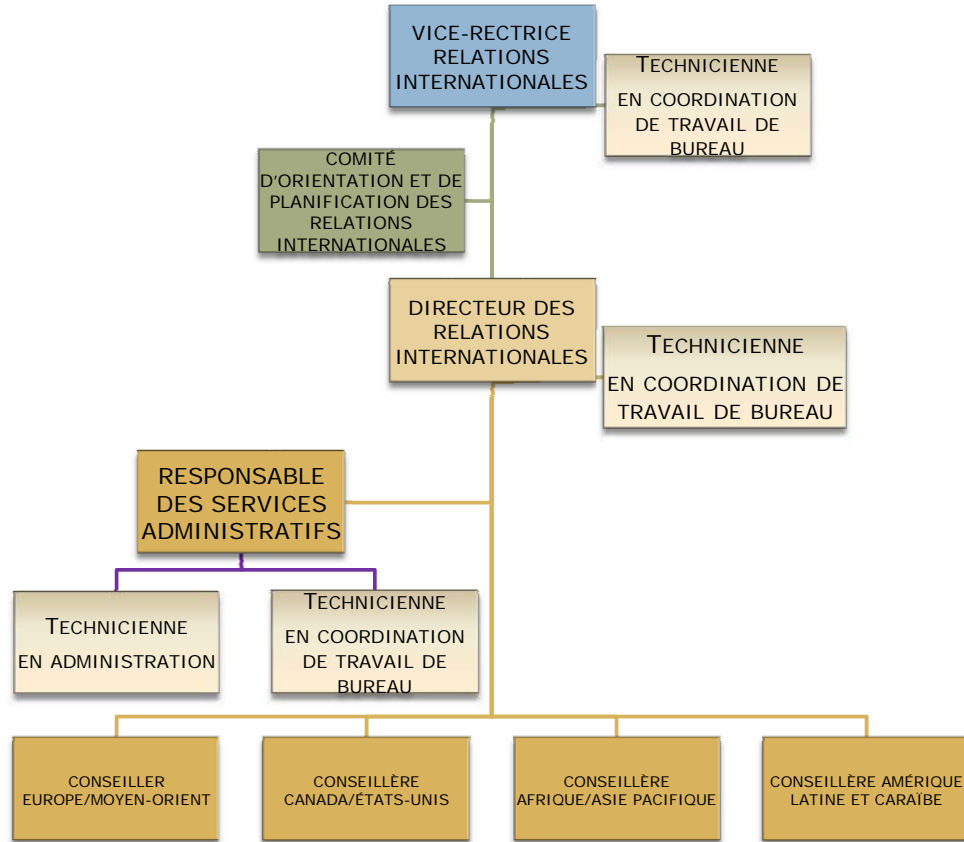 VICE-RECTRICE
RELATIONS
INTERNATIONALES
TECHNICIENNE
EN COORDINATION
DE TRAVAIL DE
BUREAU
COMITÉ
D'ORIENTATION ET DE
PLANIFICATION DES
RELATIONS
INTERNATIONALES
DIRECTEUR DES
RELATIONS
INTERNATIONALES
TECHNICIENNE
EN COORDINATION DE
TRAVAIL DE BUREAU
RESPONSABLE
DES SERVICES
ADMINISTRATIFS
TECHNICIENNE
EN ADMINISTRATION
TECHNICIENNE
EN COORDINATION
DE TRAVAIL DE
BUREAU
CONSEILLER
EUROPE/MOYEN-ORIENT
CONSEILLÈRE
CANADA/ÉTATS-UNIS
CONSEILLÈRE
AFRIQUE/ASIE PACIFIQUE
CONSEILLÈRE AMÉRIQUE
LATINE ET CARAÏBE